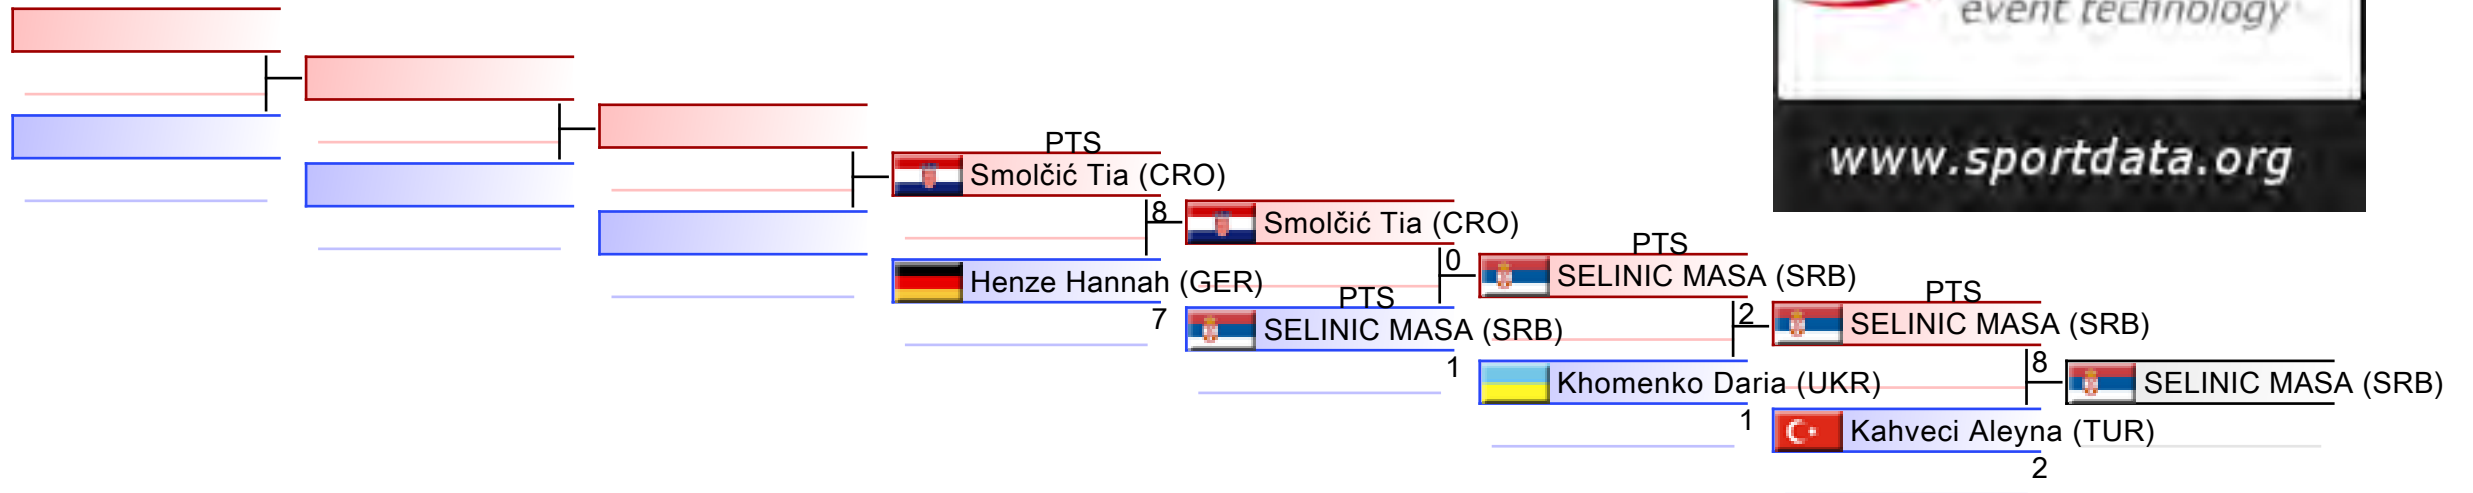 event technology
www.sportdata.org
PTS
Smolčić Tia (CRO)
8
Henze Hannah (GER)
7
Smolčić Tia (CRO)
0
PTS
SELINIC MASA (SRB)
1
PTS
SELINIC MASA (SRB)
2
Khomenko Daria (UKR)
1
PTS
SELINIC MASA (SRB)
8
Kahveci Aleyna (TUR)
2
SELINIC MASA (SRB)